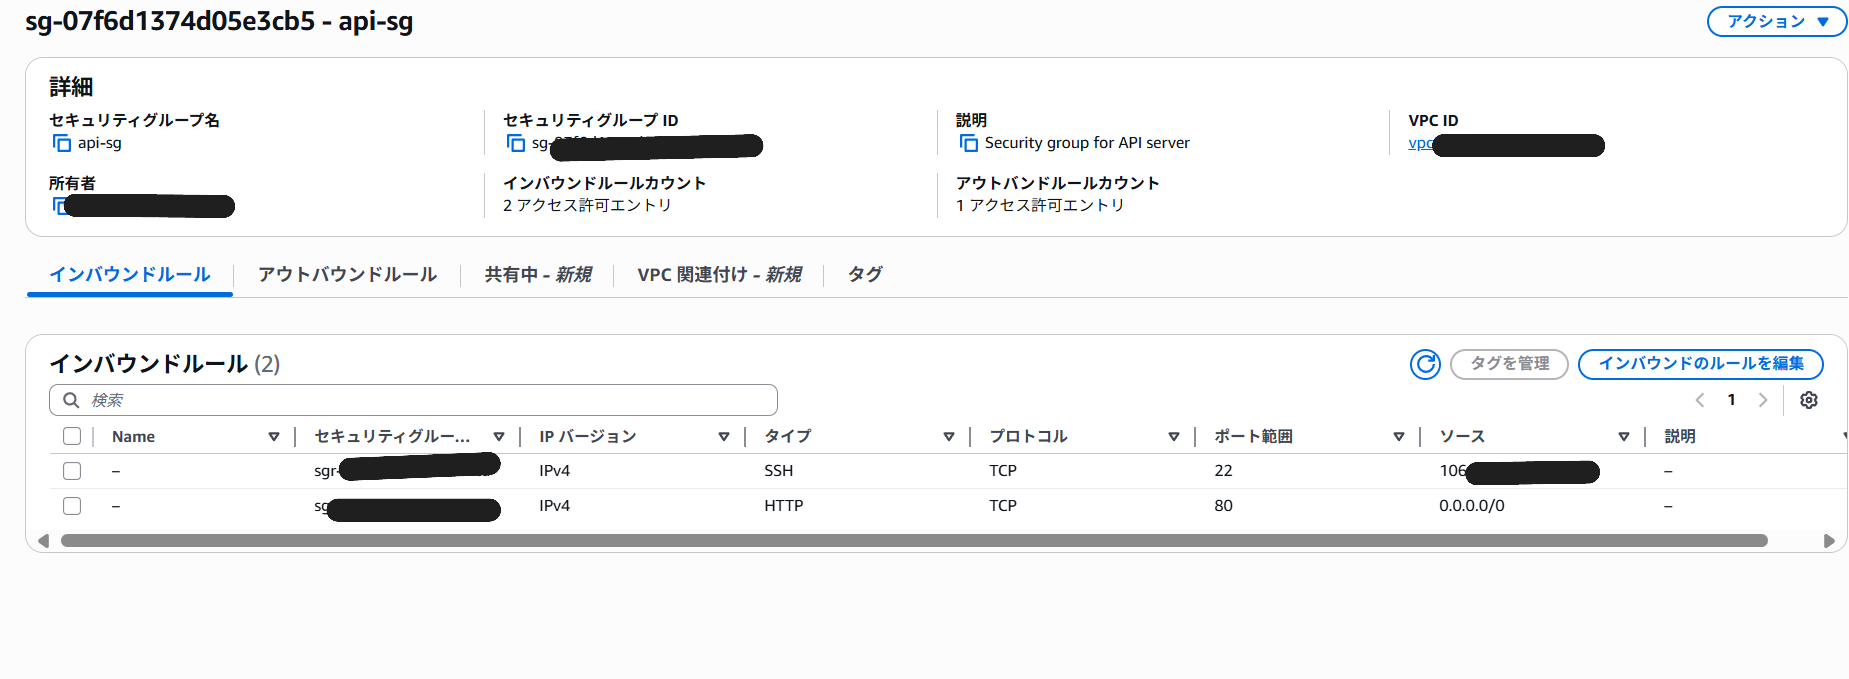 sg-07f6d1374d05e3cb5 - api-sg
アクション
詳細
セキュリティグループ名
api-sg
セキュリティグループ ID
sg-
説明
Security group for API server
VPC ID
vpc
所有者
インバウンドルールカウント
2 アクセス許可エントリ
アウトバンドルールカウント
1 アクセス許可エントリ
インバウンドルール
アウトバウンドルール
共有中 - 新規
VPC 関連付け - 新規
タグ
インバウンドルール (2)
タグを管理
インバウンドのルールを編集
検索
1
Name セキュリティグルー... IP バージョン タイプ プロトコル ポート範囲 ソース 説明
– sgr- IPv4 SSH TCP 22 106 –
– sg IPv4 HTTP TCP 80 0.0.0.0/0 –